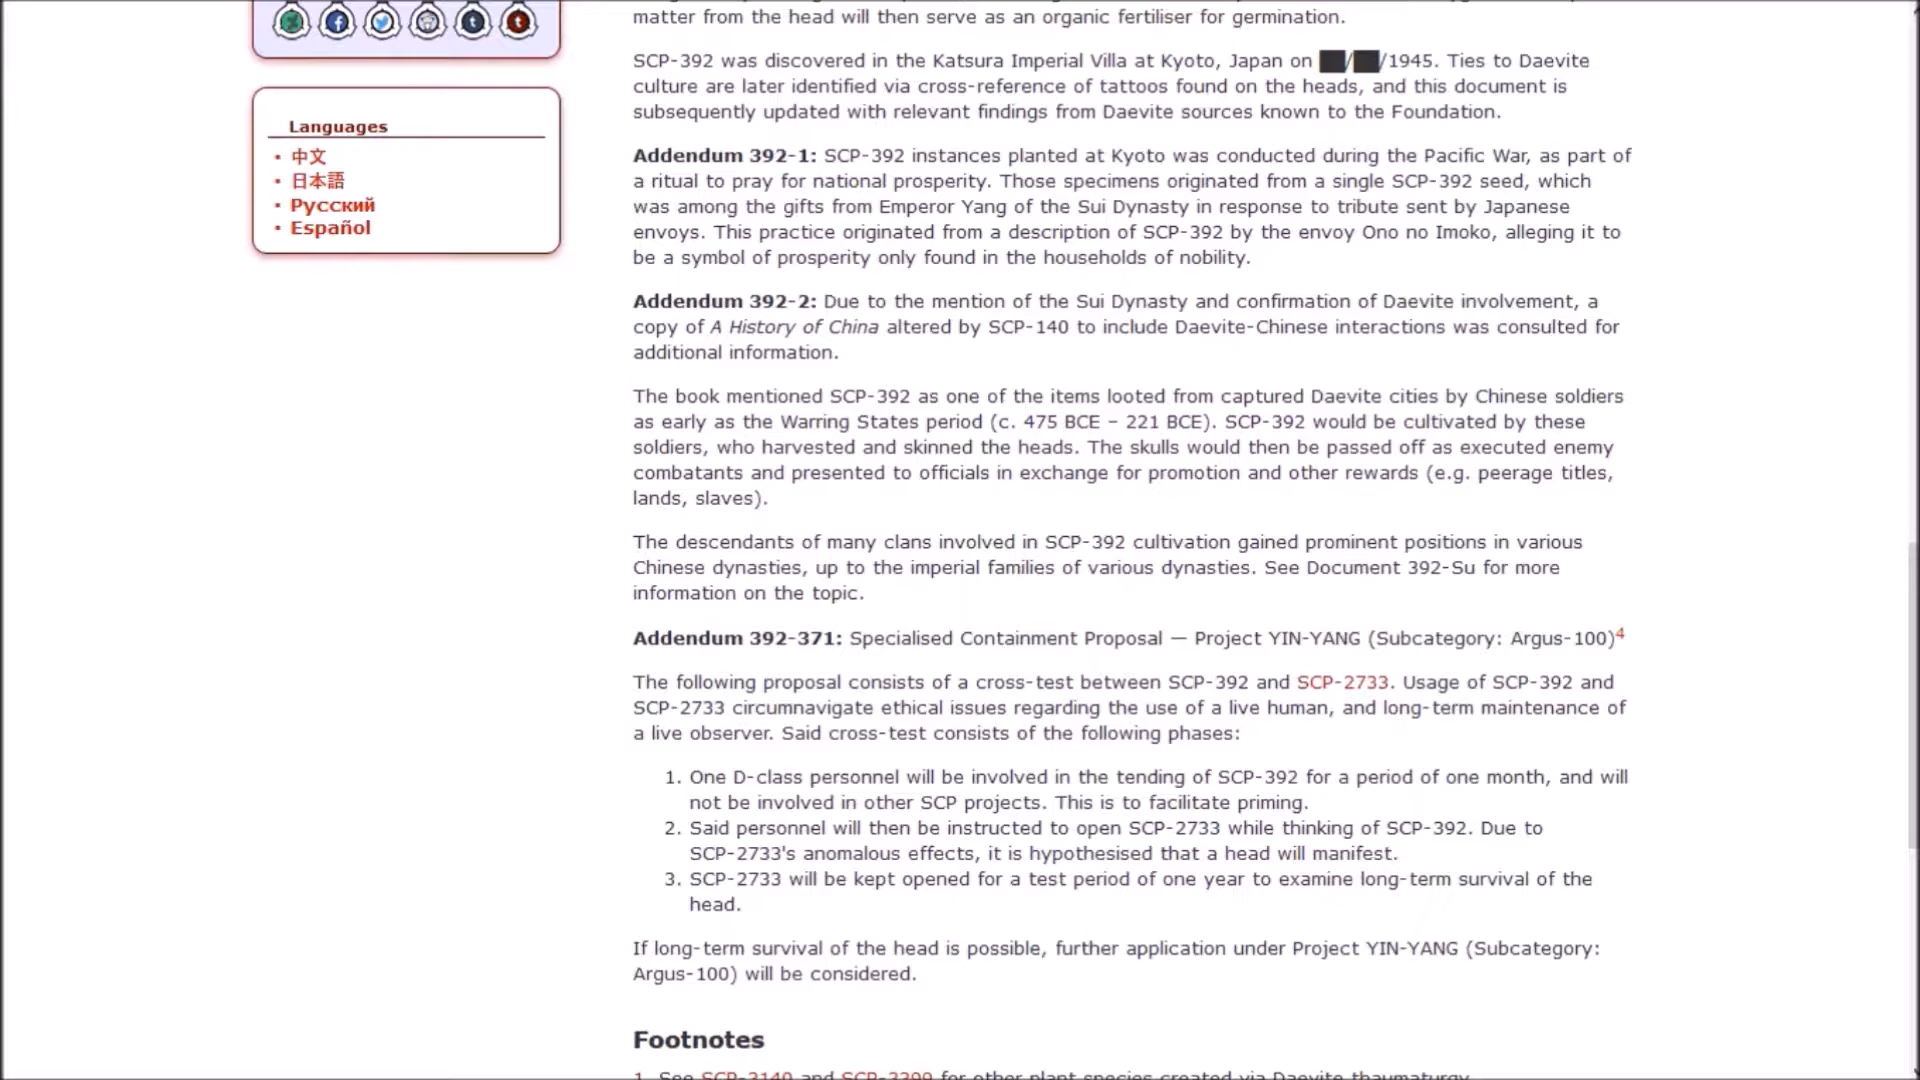 Languages
中文
日本語
Русский
Español
matter from the head will then serve as an organic fertiliser for germination.
SCP-392 was discovered in the Katsura Imperial Villa at Kyoto, Japan on ██/██/1945. Ties to Daevite
culture are later identified via cross-reference of tattoos found on the heads, and this document is
subsequently updated with relevant findings from Daevite sources known to the Foundation.
Addendum 392-1: SCP-392 instances planted at Kyoto was conducted during the Pacific War, as part of
a ritual to pray for national prosperity. Those specimens originated from a single SCP-392 seed, which
was among the gifts from Emperor Yang of the Sui Dynasty in response to tribute sent by Japanese
envoys. This practice originated from a description of SCP-392 by the envoy Ono no Imoko, alleging it to
be a symbol of prosperity only found in the households of nobility.
Addendum 392-2: Due to the mention of the Sui Dynasty and confirmation of Daevite involvement, a
copy of A History of China altered by SCP-140 to include Daevite-Chinese interactions was consulted for
additional information.
The book mentioned SCP-392 as one of the items looted from captured Daevite cities by Chinese soldiers
as early as the Warring States period (c. 475 BCE – 221 BCE). SCP-392 would be cultivated by these
soldiers, who harvested and skinned the heads. The skulls would then be passed off as executed enemy
combatants and presented to officials in exchange for promotion and other rewards (e.g. peerage titles,
lands, slaves).
The descendants of many clans involved in SCP-392 cultivation gained prominent positions in various
Chinese dynasties, up to the imperial families of various dynasties. See Document 392-Su for more
information on the topic.
Addendum 392-371: Specialised Containment Proposal — Project YIN-YANG (Subcategory: Argus-100)4
The following proposal consists of a cross-test between SCP-392 and SCP-2733. Usage of SCP-392 and
SCP-2733 circumnavigate ethical issues regarding the use of a live human, and long-term maintenance of
a live observer. Said cross-test consists of the following phases:
1. One D-class personnel will be involved in the tending of SCP-392 for a period of one month, and will
not be involved in other SCP projects. This is to facilitate priming.
2. Said personnel will then be instructed to open SCP-2733 while thinking of SCP-392. Due to
SCP-2733's anomalous effects, it is hypothesised that a head will manifest.
3. SCP-2733 will be kept opened for a test period of one year to examine long-term survival of the
head.
If long-term survival of the head is possible, further application under Project YIN-YANG (Subcategory:
Argus-100) will be considered.
Footnotes
1. See SCP-3140 and SCP-3399 for other plant species created via Daevite thaumaturgy.